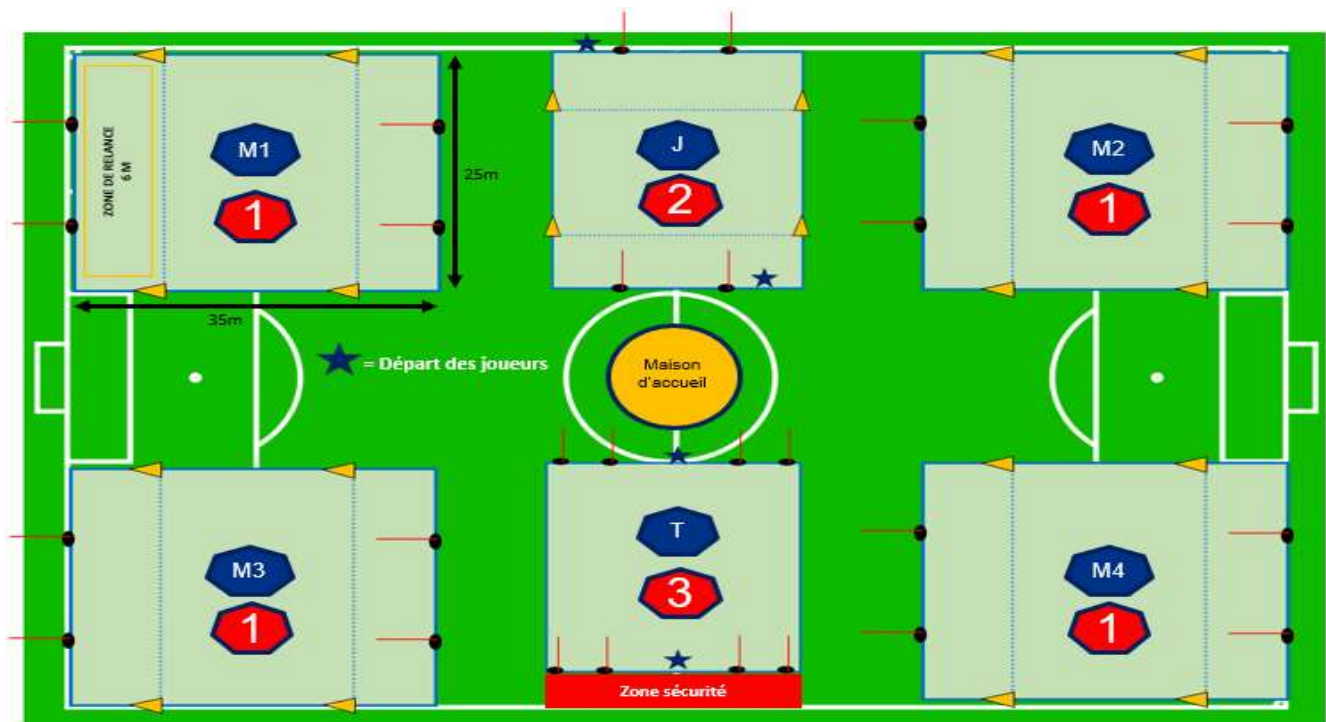 M1
1
ZONE DE RELANCE
6 M
25m
35m
J
2
M2
1
= Départ des joueurs
Maison
d'accueil
M3
1
T
3
Zone sécurité
M4
1